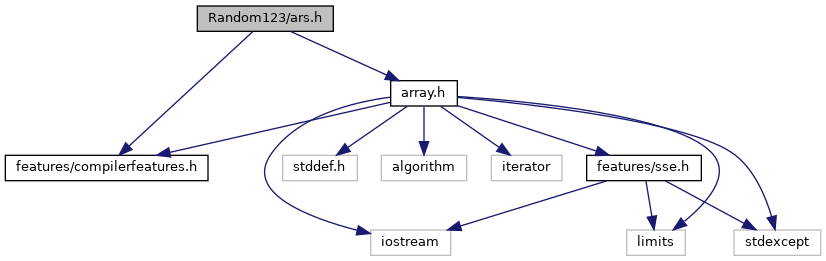 Random123/ars.h
array.h
features/compilerfeatures.h
stddef.h
algorithm
iterator
features/sse.h
iostream
limits
stdexcept